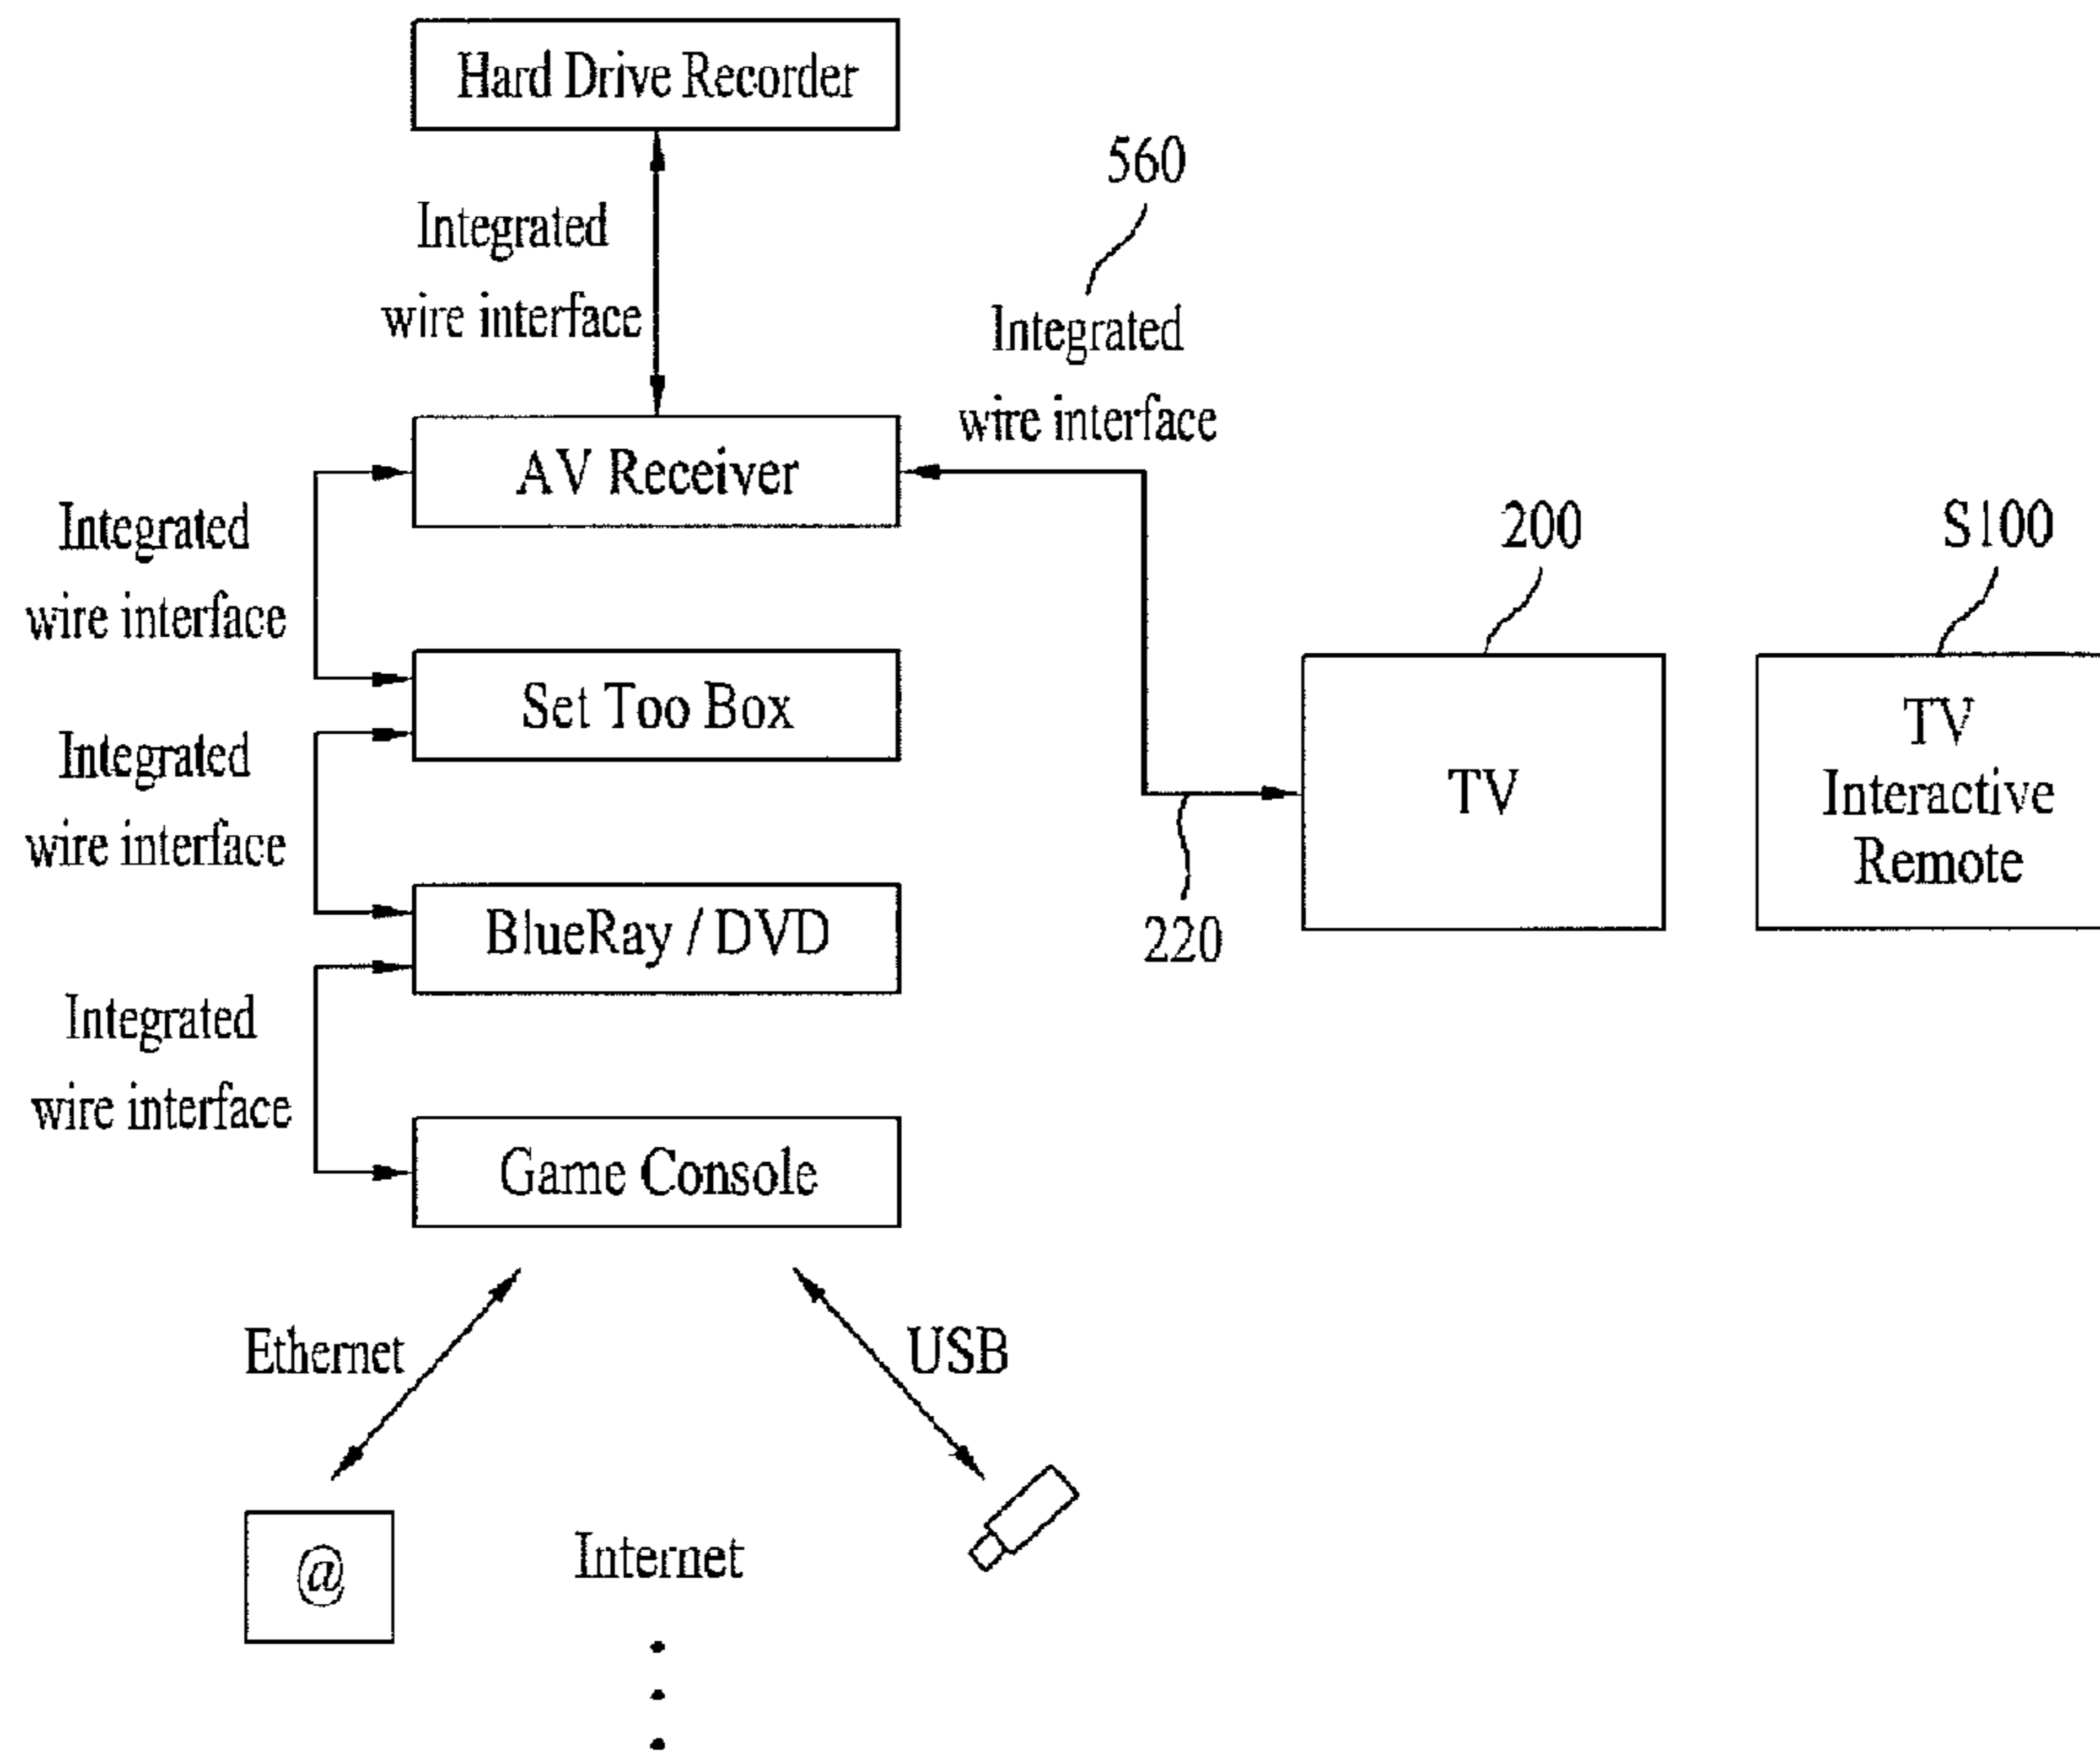 Hard Drive Recorder
560
Integrated
wire interface
Integrated
wire interface
AV Receiver
200
S100
Integrated
wire interface
Set Too Box
TV
TV
Interactive
Remote
Integrated
wire interface
BlueRay / DVD
220
Integrated
wire interface
Game Console
Ethernet
USB
@
Internet